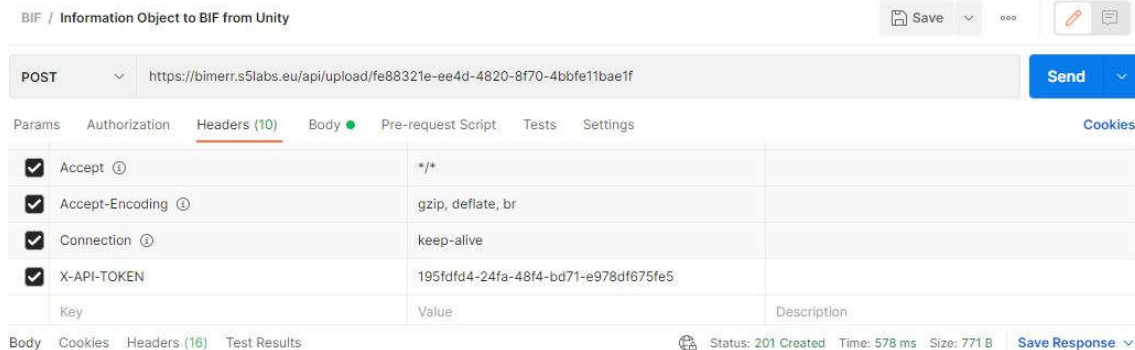 BIF / Information Object to BIF from Unity Save
POST https://bimerr.s5labs.eu/api/upload/fe88321e-ee4d-4820-8f70-4bbfe11bae1f Send
Params Authorization Headers (10) Body Pre-request Script Tests Settings Cookies
Accept */*
Accept-Encoding gzip, deflate, br
Connection keep-alive
X-API-TOKEN 195fdfd4-24fa-48f4-bd71-e978df675fe5
Key Value Description
Body Cookies Headers (16) Test Results Status: 201 Created Time: 578 ms Size: 771 B Save Response